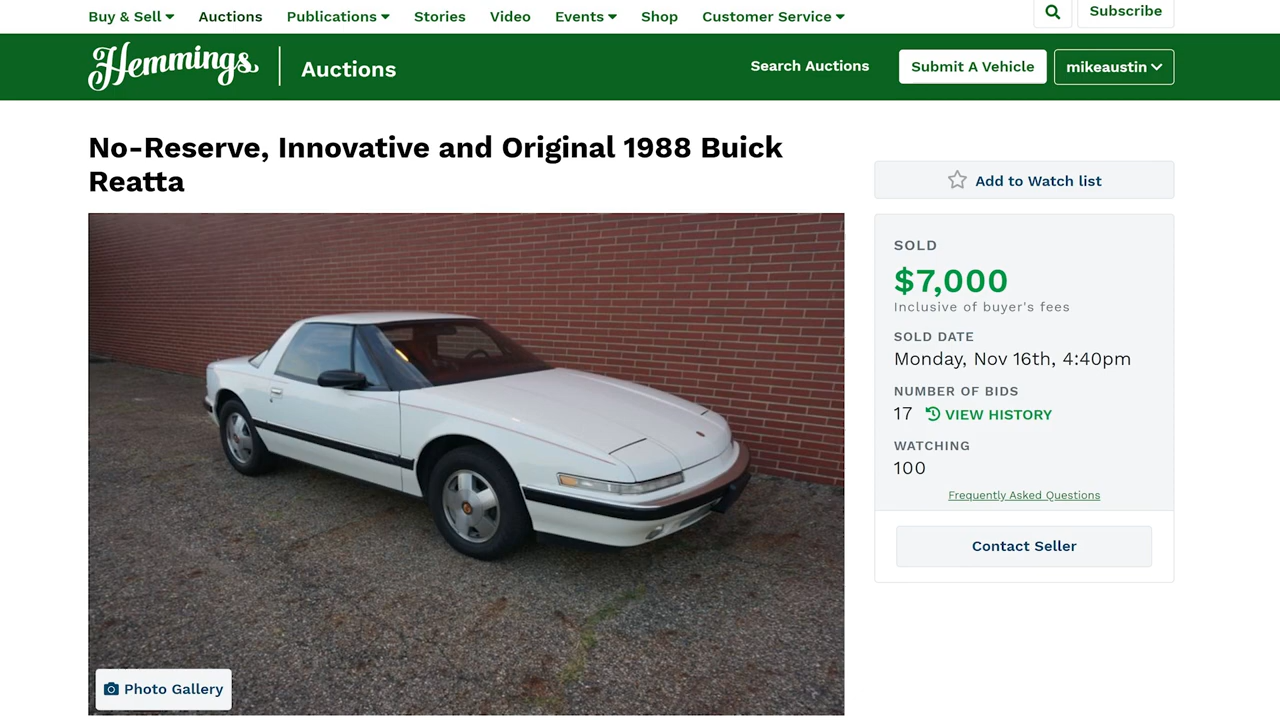 Buy & Sell Auctions Publications Stories Video Events Shop Customer Service Subscribe
Hemmings Auctions Search Auctions Submit A Vehicle mikeaustin
No-Reserve, Innovative and Original 1988 Buick
Reatta
Add to Watch list
SOLD
$7,000
Inclusive of buyer's fees
SOLD DATE
Monday, Nov 16th, 4:40pm
NUMBER OF BIDS
17 VIEW HISTORY
WATCHING
100
Frequently Asked Questions
Contact Seller
Photo Gallery